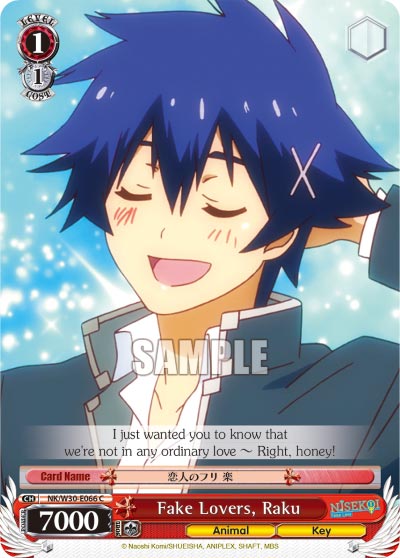 LEVEL
1
1
COST
SAMPLE
I just wanted you to know that
we're not in any ordinary love ～ Right, honey!
Card Name
恋人のフリ 楽
CH NK/W30-E066 C
7000
Fake Lovers, Raku
NISEKOI
Animal
Key
© Naoshi Komi/SHUEISHA, ANIPLEX, SHAFT, MBS